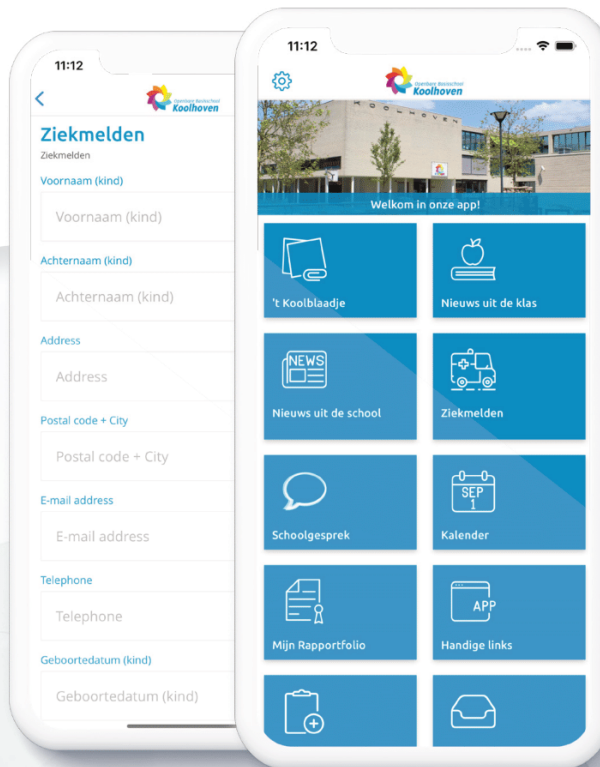 11:12
Openbare Basisschool
Koolhoven
Ziekmelden
Ziekmelden
Voornaam (kind)
Voornaam (kind)
Achternaam (kind)
Achternaam (kind)
Address
Address
Postal code + City
Postal code + City
E-mail address
E-mail address
Telephone
Telephone
Geboortedatum (kind)
Geboortedatum (kind)
11:12
Openbare Basisschool
Koolhoven
KOOLHOVEN
Welkom in onze app!
't Koolblaadje
Nieuws uit de klas
NEWS
Nieuws uit de school
Ziekmelden
Schoolgesprek
SEP
1
Kalender
Mijn Rapportfolio
APP
Handige links